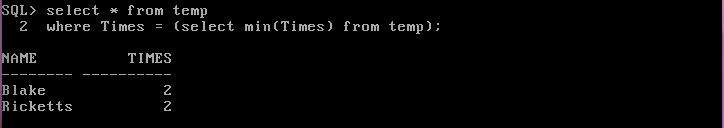 SQL> select * from temp
  2  where Times = (select min(Times) from temp);
NAME          TIMES
-------- ----------
Blake             2
Ricketts          2